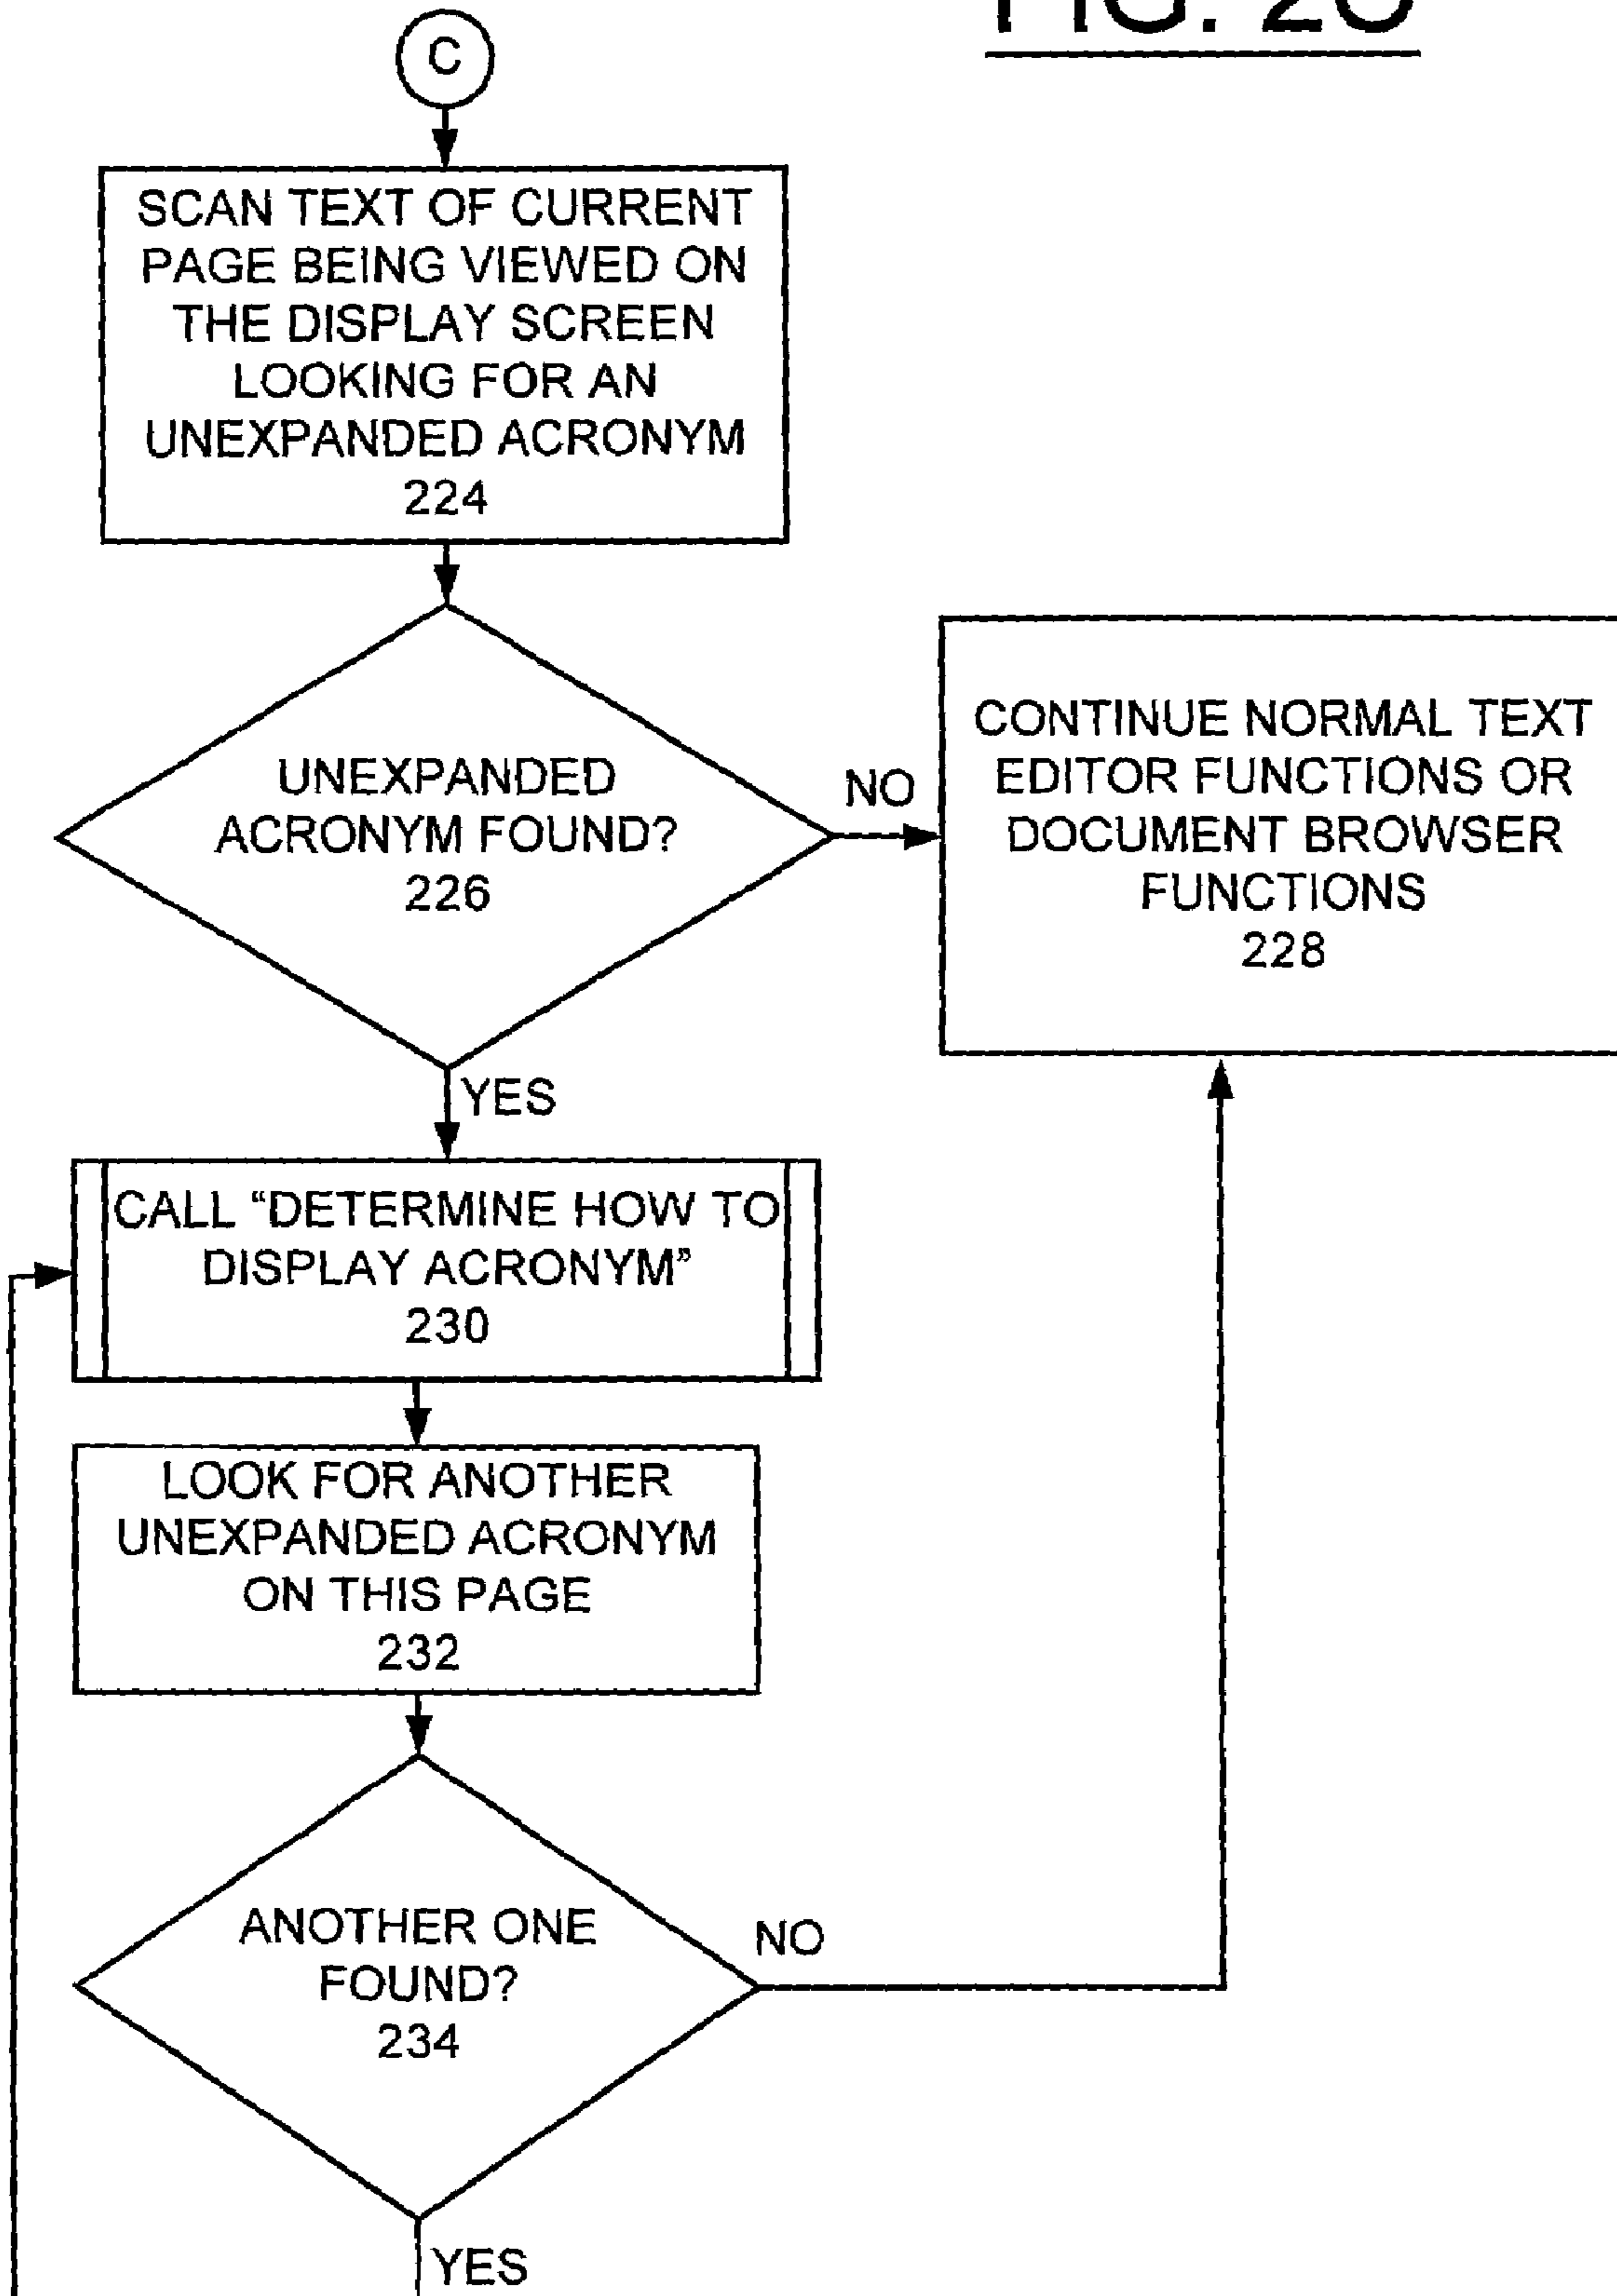 FIG. 2C
C
SCAN TEXT OF CURRENT
PAGE BEING VIEWED ON
THE DISPLAY SCREEN
LOOKING FOR AN
UNEXPANDED ACRONYM
224
UNEXPANDED
ACRONYM FOUND?
226
NO
CONTINUE NORMAL TEXT
EDITOR FUNCTIONS OR
DOCUMENT BROWSER
FUNCTIONS
228
YES
CALL “DETERMINE HOW TO
DISPLAY ACRONYM”
230
LOOK FOR ANOTHER
UNEXPANDED ACRONYM
ON THIS PAGE
232
ANOTHER ONE
FOUND?
234
NO
YES